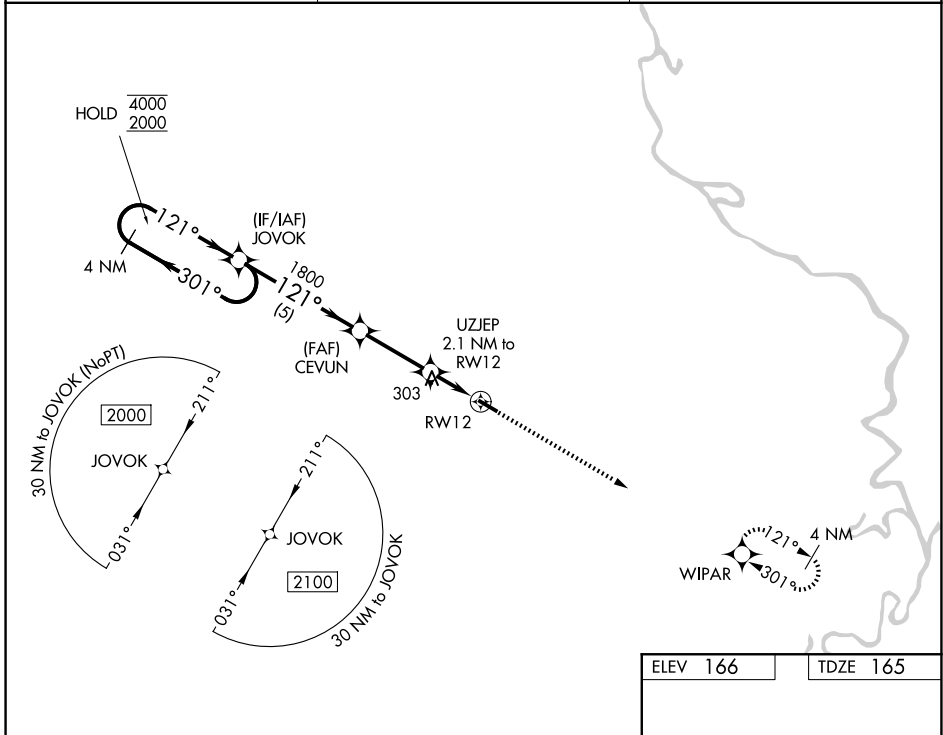 HOLD 4000
2000
121°
4 NM
301°
(IF/IAF)
JOVOK
1800
121°
(5)
(FAF)
CEVUN
UZJEP
2.1 NM to
RW12
303
RW12
30 NM to JOVOK (NoPT)
211°
2000
JOVOK
031°
211°
JOVOK
2100
031°
30 NM to JOVOK
4 NM
121°
WIPAR
301°
ELEV 166
TDZE 165